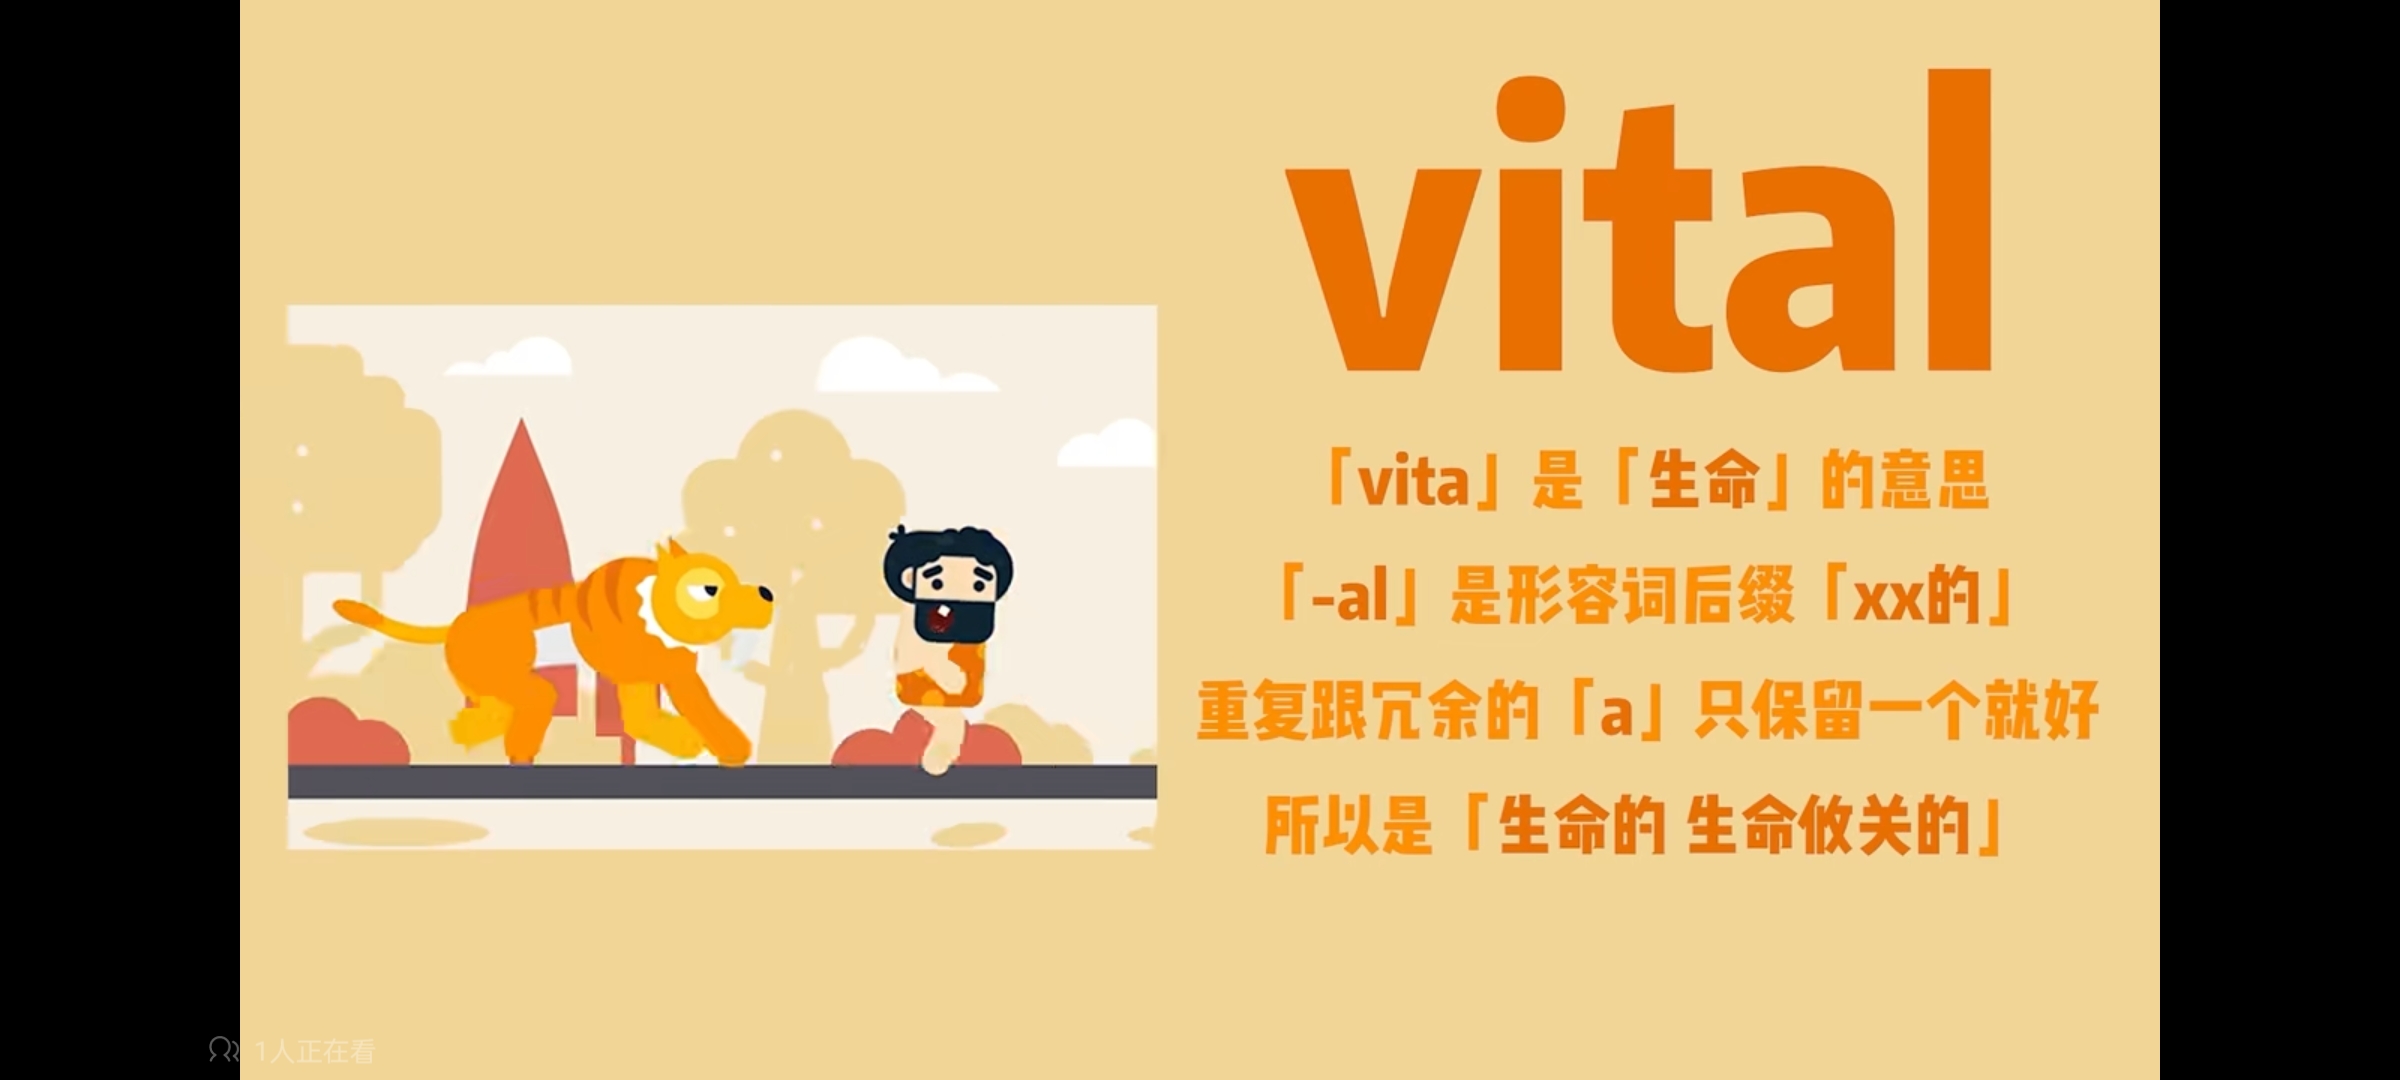 vital
「vita」是「生命」的意思
「-al」是形容词后缀「xx的」
重复跟冗余的「a」只保留一个就好
所以是「生命的 生命攸关的」
1人正在看